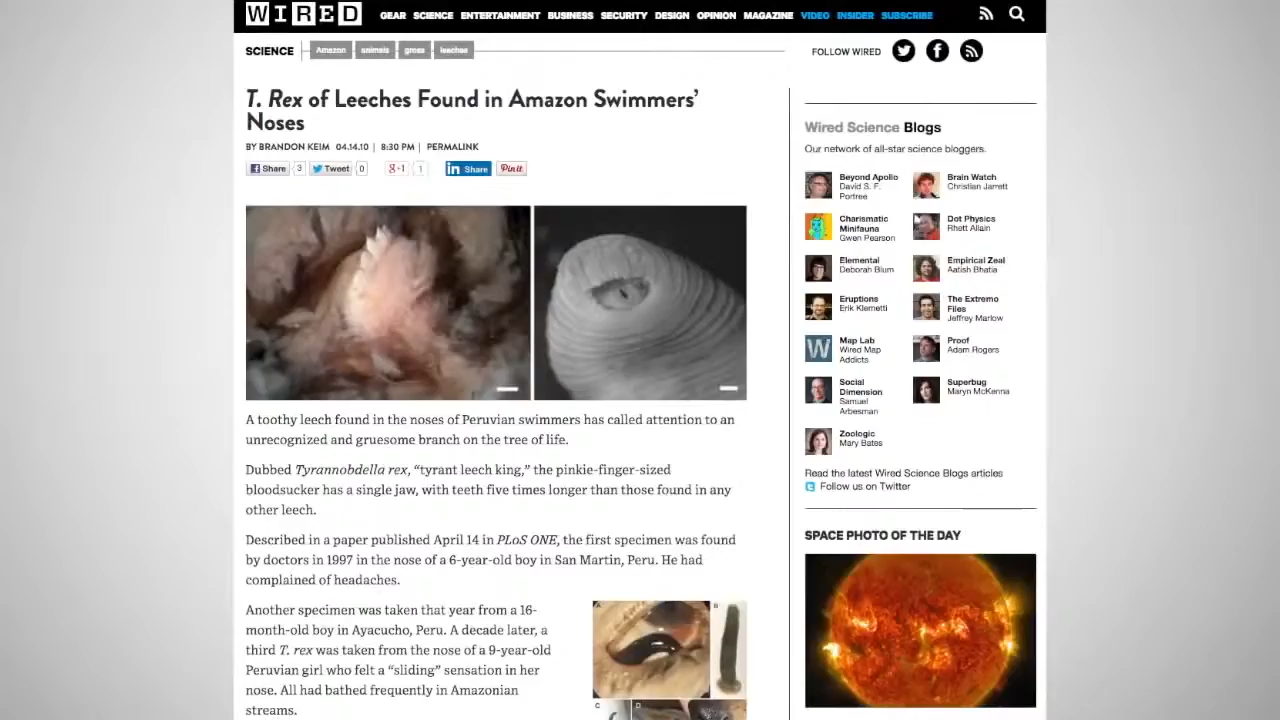 WIRED
GEAR SCIENCE ENTERTAINMENT BUSINESS SECURITY DESIGN OPINION MAGAZINE VIDEO INSIDER SUBSCRIBE
SCIENCE Amazon animals gross leeches
FOLLOW WIRED
T. Rex of Leeches Found in Amazon Swimmers’
Noses
BY BRANDON KEIM 04.14.10 | 8:30 PM | PERMALINK
Share 3 Tweet 0 g+1 1 in Share Pin it
A toothy leech found in the noses of Peruvian swimmers has called attention to an
unrecognized and gruesome branch on the tree of life.
Dubbed Tyrannobdella rex, “tyrant leech king,” the pinkie-finger-sized
bloodsucker has a single jaw, with teeth five times longer than those found in any
other leech.
Described in a paper published April 14 in PLoS ONE, the first specimen was found
by doctors in 1997 in the nose of a 6-year-old boy in San Martin, Peru. He had
complained of headaches.
Another specimen was taken that year from a 16-
month-old boy in Ayacucho, Peru. A decade later, a
third T. rex was taken from the nose of a 9-year-old
Peruvian girl who felt a “sliding” sensation in her
nose. All had bathed frequently in Amazonian
streams.
A B
C D
Wired Science Blogs
Our network of all-star science bloggers.
Beyond Apollo
David S. F.
Portree
Brain Watch
Christian Jarrett
Charismatic
Minifauna
Gwen Pearson
Dot Physics
Rhett Allain
Elemental
Deborah Blum
Empirical Zeal
Aatish Bhatia
Eruptions
Erik Klemetti
The Extremo
Files
Jeffrey Marlow
W
Map Lab
Wired Map
Addicts
Proof
Adam Rogers
Social
Dimension
Samuel
Arbesman
Superbug
Maryn McKenna
Zoologic
Mary Bates
Read the latest Wired Science Blogs articles
Follow us on Twitter
SPACE PHOTO OF THE DAY